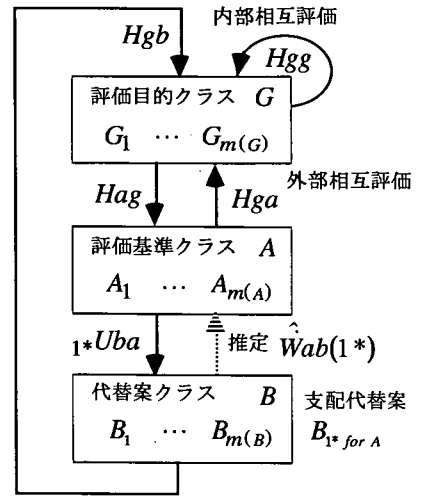 内部相互評価
Hgb
Hgg
評価目的クラス G
G1 … Gm(G)
外部相互評価
Hag
Hga
評価基準クラス A
A1 … Am(A)
1*Uba
推定 Ŵab(1*)
代替案クラス B
B1 … Bm(B)
支配代替案
B1* for A